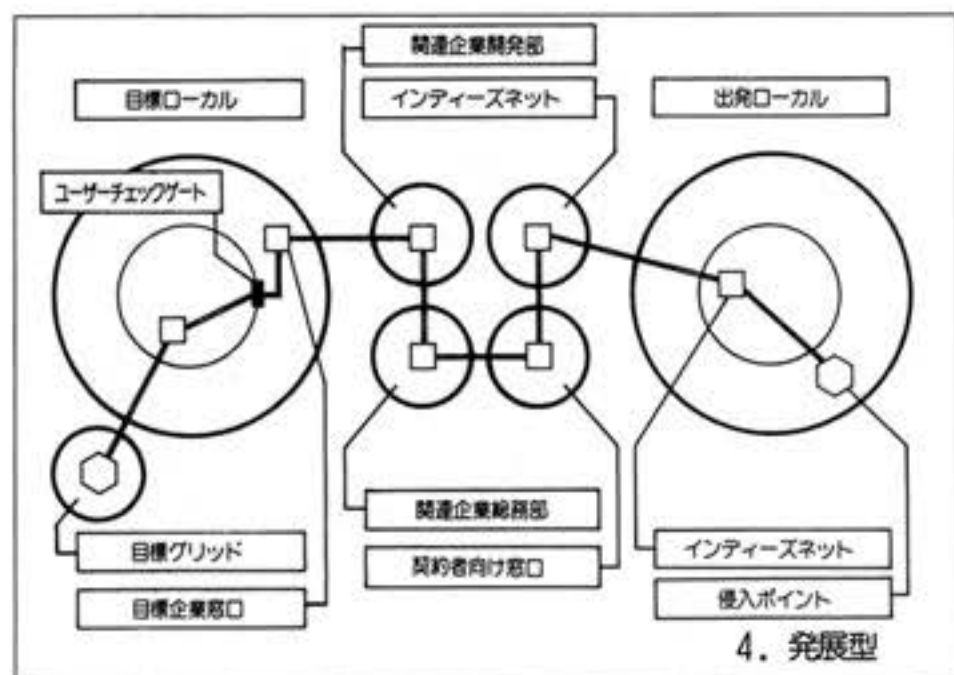 関連企業開発部
目標ローカル
インディーズネット
出発ローカル
ユーザーチェックゲート
関連企業総務部
目標グリッド
契約者向け窓口
インディーズネット
目標企業窓口
侵入ポイント
4. 発展型